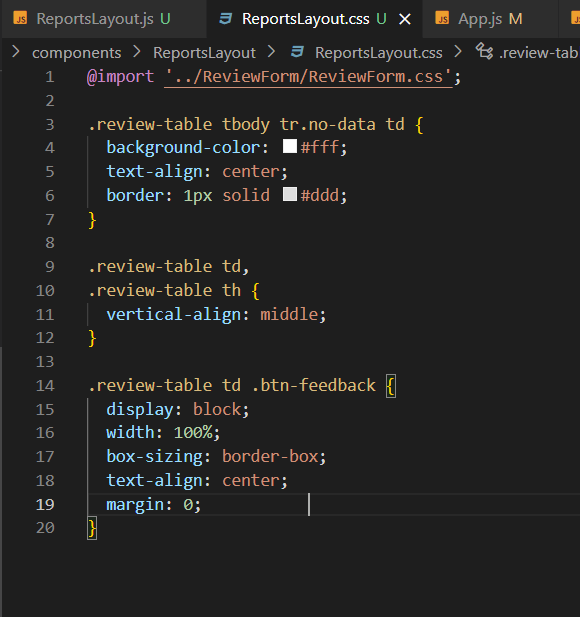 JS ReportsLayout.js U ReportsLayout.css U × JS App.js M
> components > ReportsLayout > ReportsLayout.css > .review-tab
1 @import '../ReviewForm/ReviewForm.css';
2
3 .review-table tbody tr.no-data td {
4 background-color: #fff;
5 text-align: center;
6 border: 1px solid #ddd;
7 }
8
9 .review-table td,
10 .review-table th {
11 vertical-align: middle;
12 }
13
14 .review-table td .btn-feedback {
15 display: block;
16 width: 100%;
17 box-sizing: border-box;
18 text-align: center;
19 margin: 0;
20 }